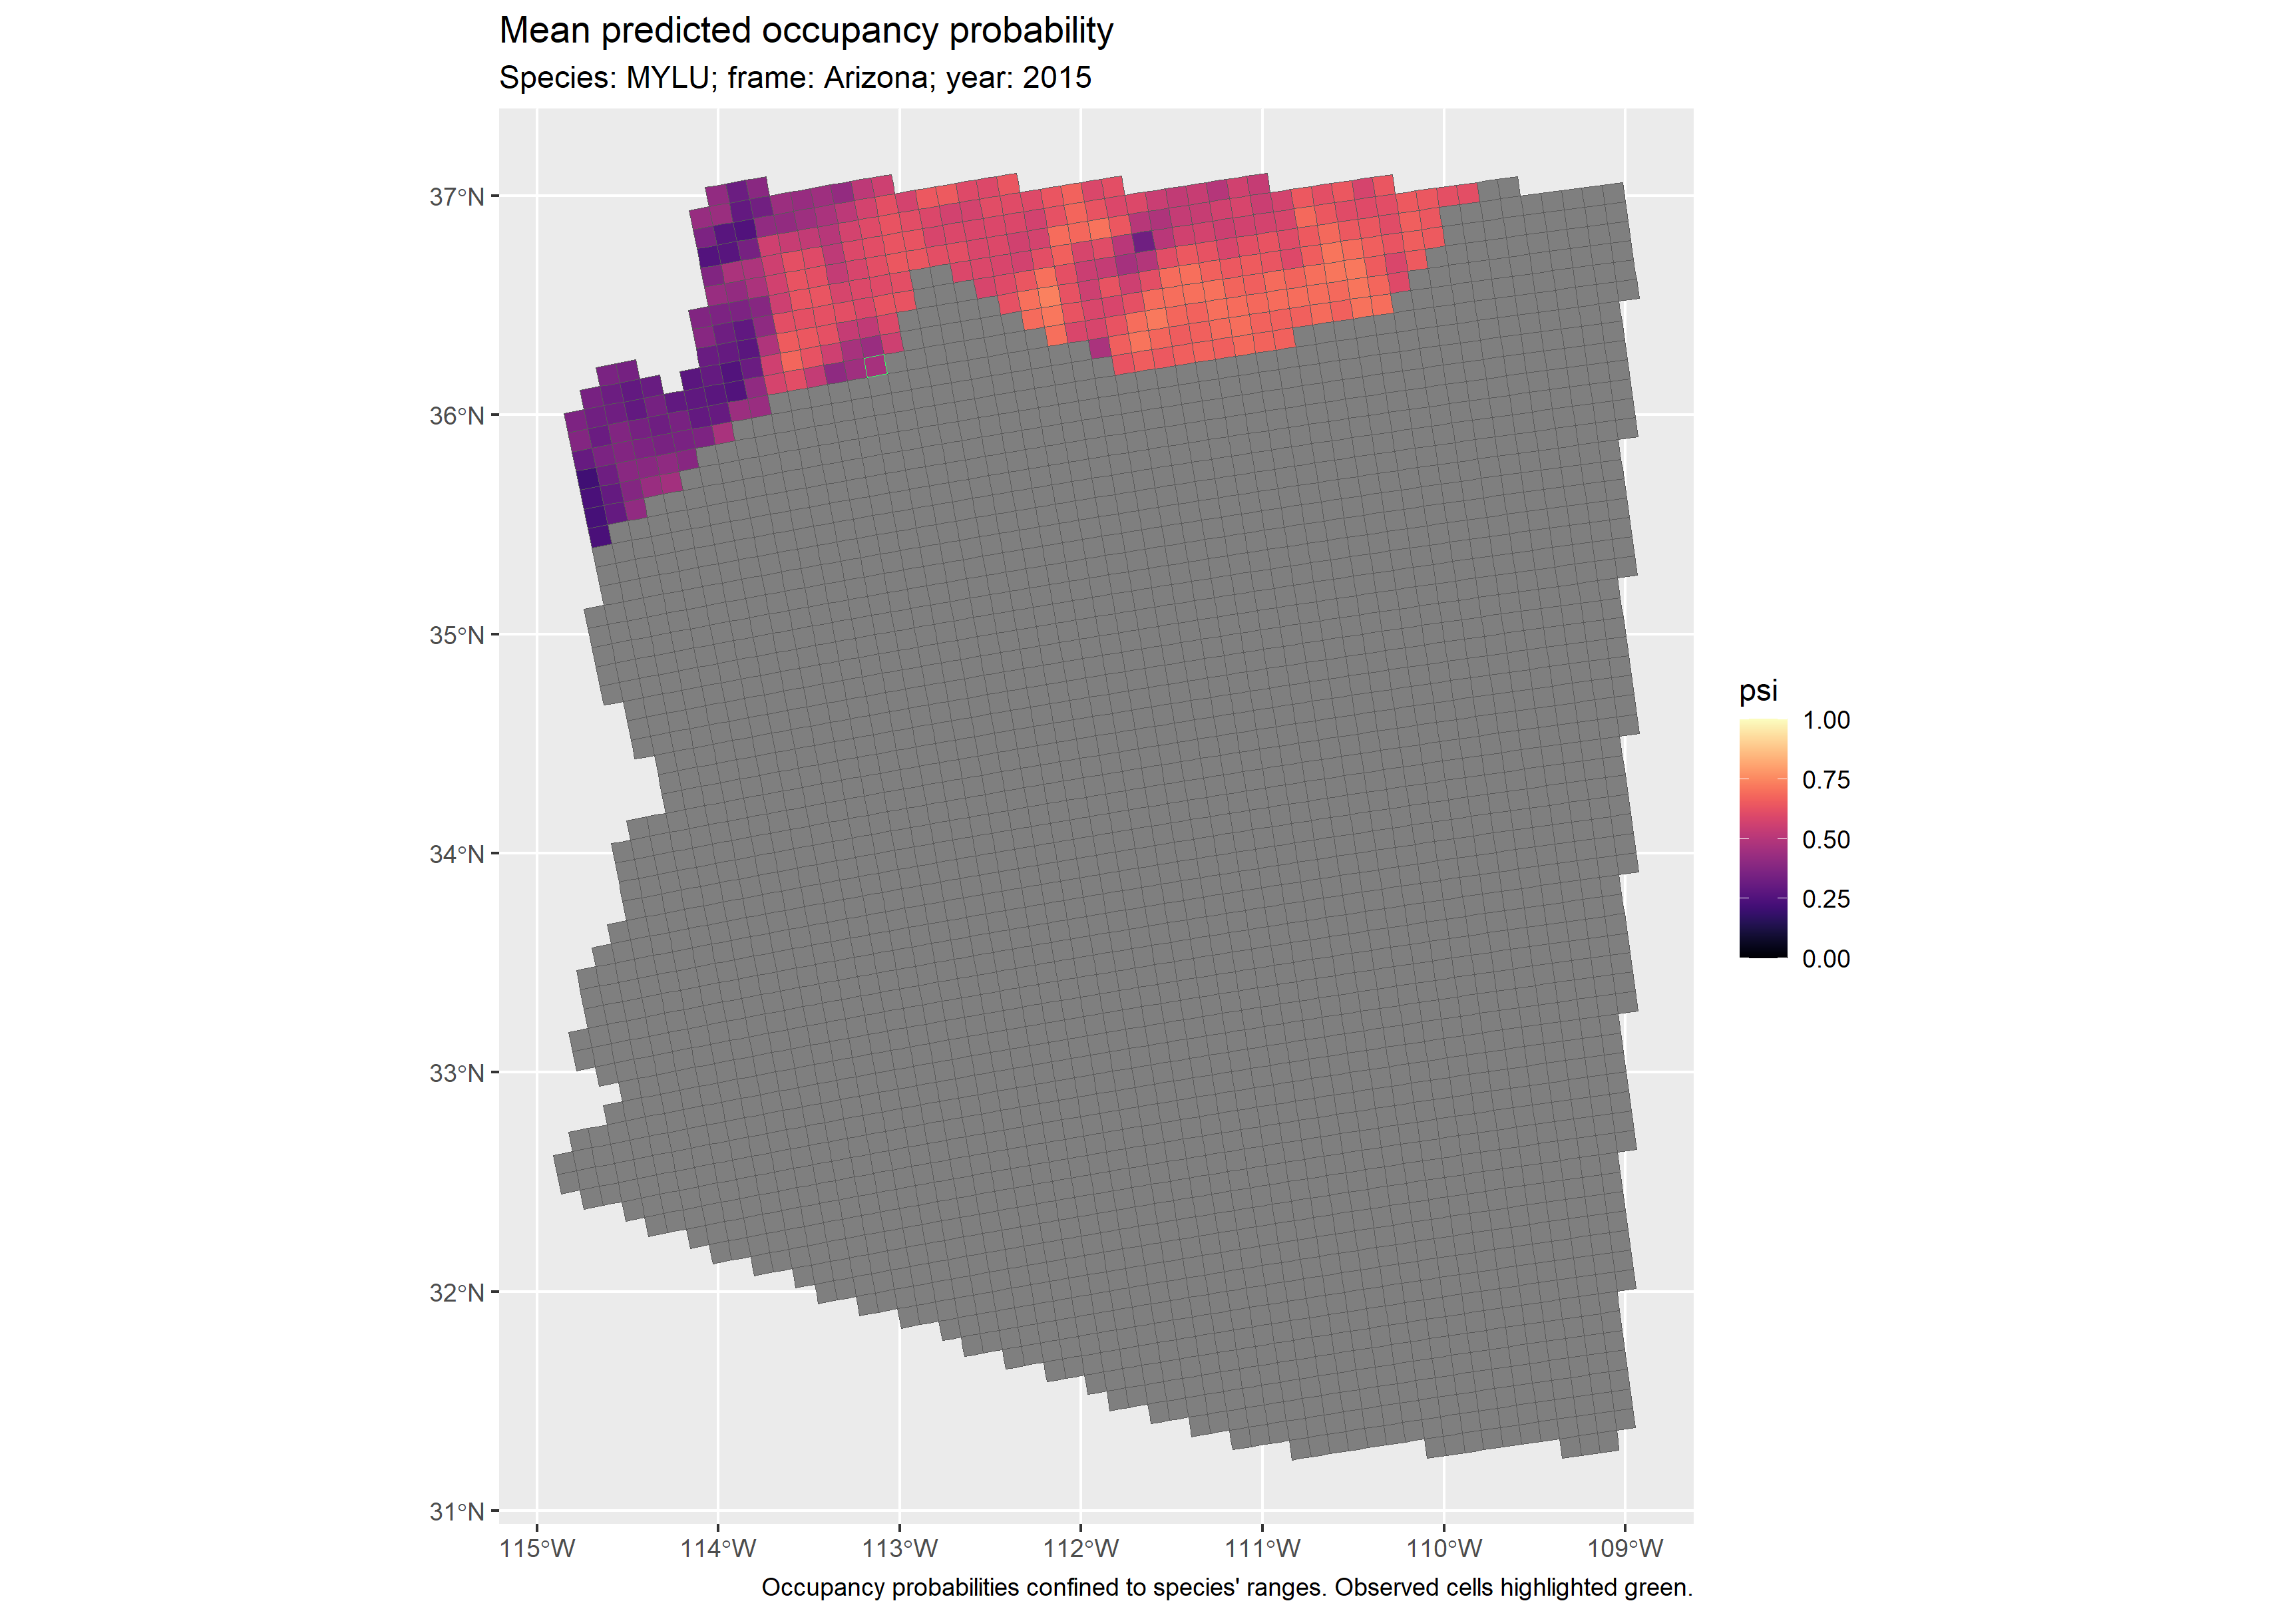 Mean predicted occupancy probability
Species: MYLU; frame: Arizona; year: 2015
37°N
36°N
35°N
34°N
33°N
32°N
31°N
115°W
114°W
113°W
112°W
111°W
110°W
109°W
psi
1.00
0.75
0.50
0.25
0.00
Occupancy probabilities confined to species' ranges. Observed cells highlighted green.